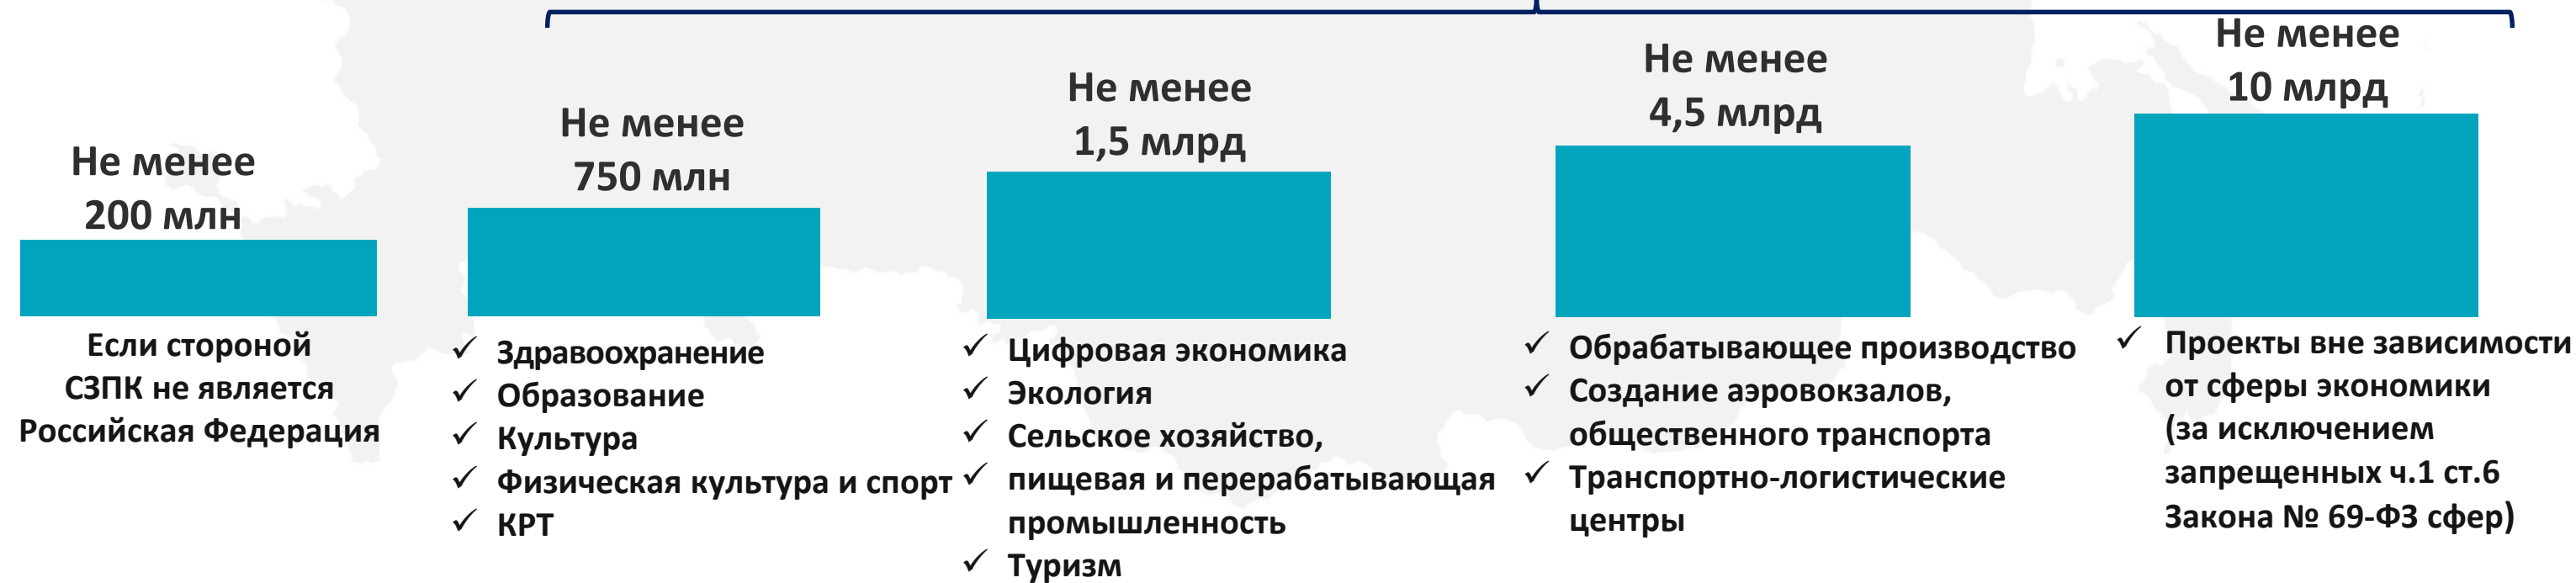 Не менее
200 млн
Если стороной
СЗПК не является
Российская Федерация
Не менее
750 млн
✓ Здравоохранение
✓ Образование
✓ Культура
✓ Физическая культура и спорт
✓ КРТ
Не менее
1,5 млрд
✓ Цифровая экономика
✓ Экология
✓ Сельское хозяйство,
✓ пищевая и перерабатывающая
промышленность
✓ Туризм
Не менее
4,5 млрд
✓ Обрабатывающее производство
✓ Создание аэровокзалов,
общественного транспорта
✓ Транспортно-логистические
центры
Не менее
10 млрд
✓ Проекты вне зависимости
от сферы экономики
(за исключением
запрещенных ч.1 ст.6
Закона № 69-ФЗ сфер)